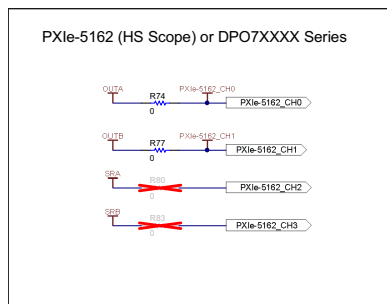 PXIe-5162 (HS Scope) or DPO7XXXX Series
OUTA R74 PXIe-5162_CH0
0 PXIe-5162_CH0
OUTB R77 PXIe-5162_CH1
0 PXIe-5162_CH1
SRA R80
0 PXIe-5162_CH2
SRB R83
0 PXIe-5162_CH3